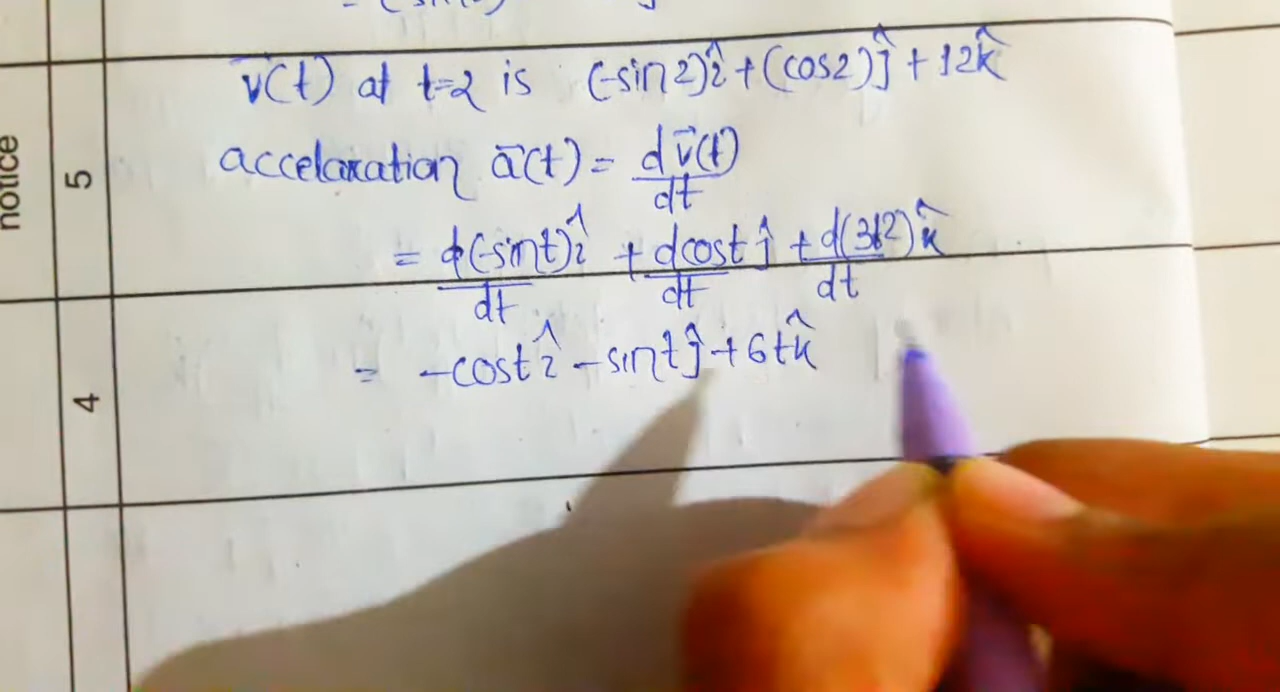 v⃗(t) at t=2 is (-sin2)î+(cos2)ĵ+12k̂
accelaration a⃗(t) = dv⃗(t)/dt
= d(-sint)î/dt + dcost ĵ/dt + d(3t2)k̂/dt
= -cost î - sint ĵ + 6t k̂
notice
5
4